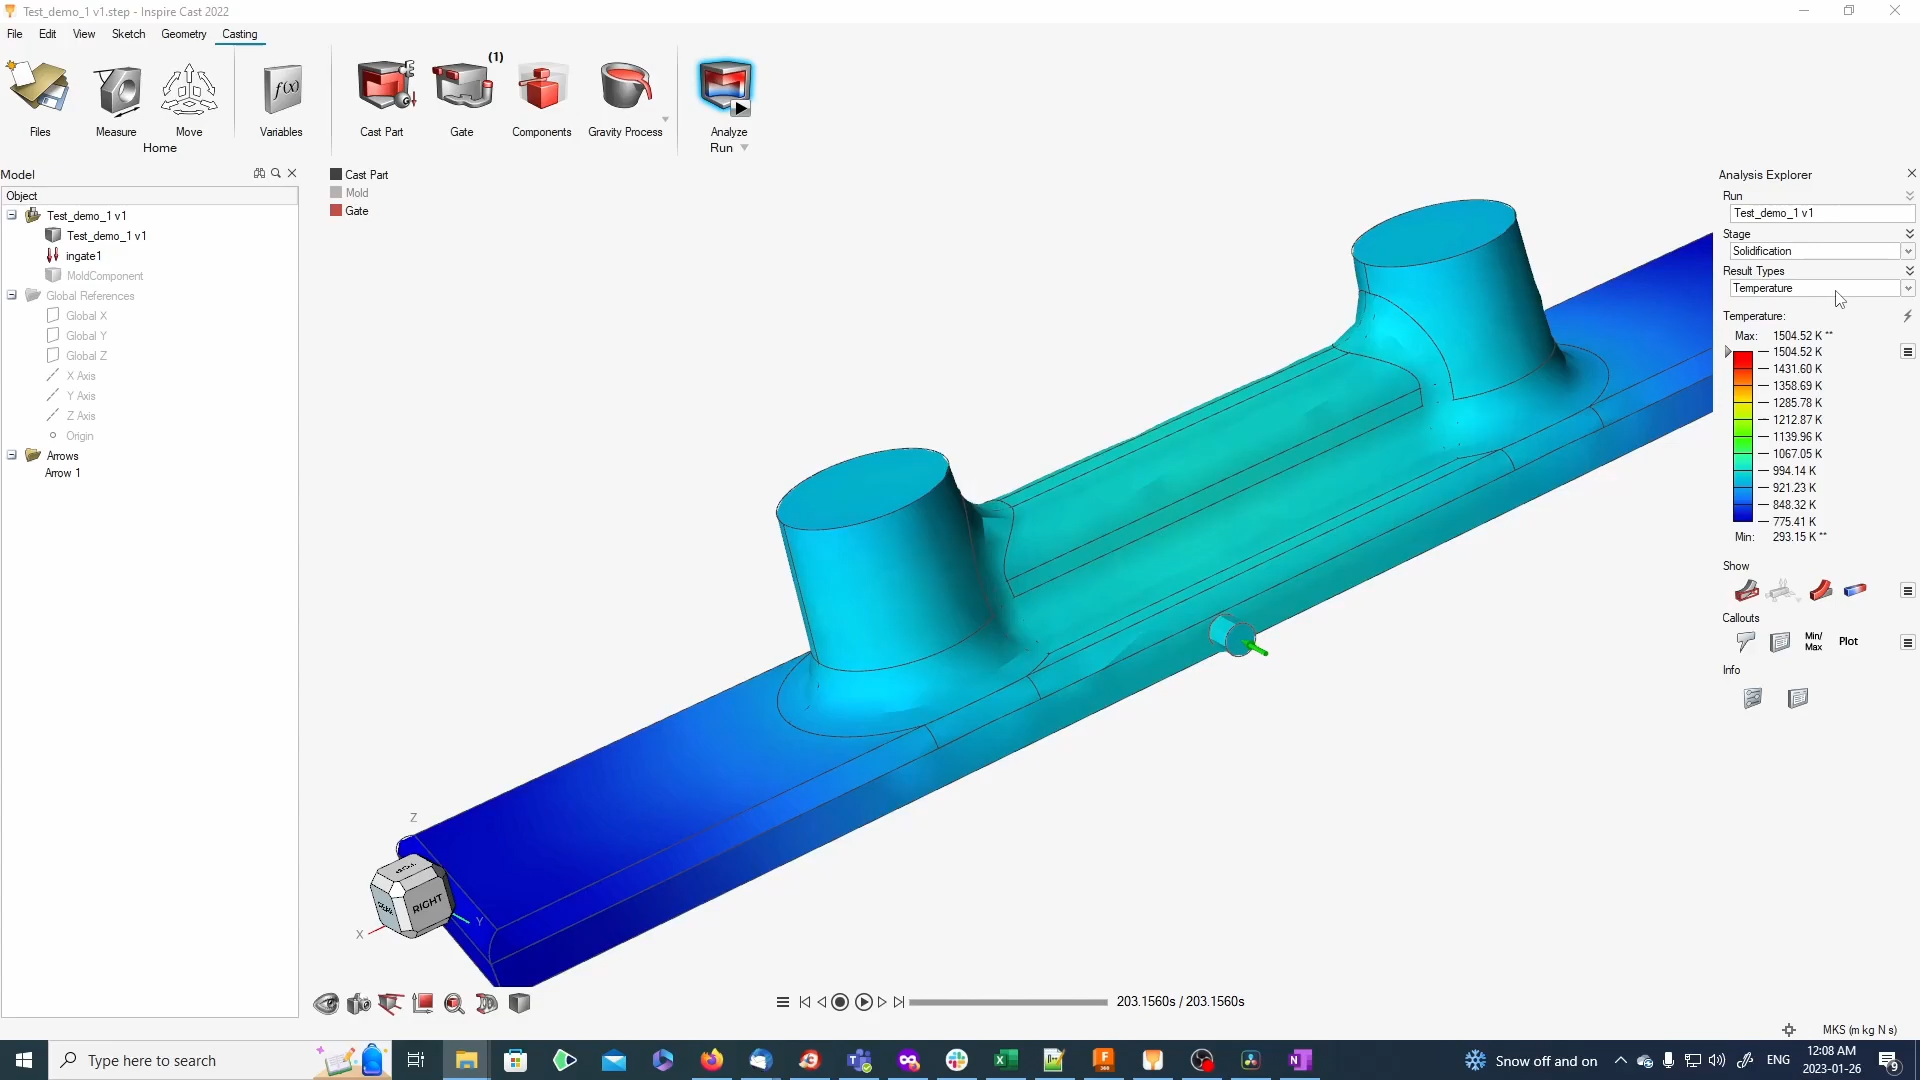 Test_demo_1 v1.step - Inspire Cast 2022
File Edit View Sketch Geometry Casting
(1)
Files Measure Move Variables Cast Part Gate Components Gravity Process Analyze
Home Run
Model
Object
Test_demo_1 v1
Test_demo_1 v1
ingate1
MoldComponent
Global References
Global X
Global Y
Global Z
X Axis
Y Axis
Z Axis
Origin
Arrows
Arrow 1
Cast Part
Mold
Gate
Z
RIGHT
Y
X
203.1560s / 203.1560s
Analysis Explorer
Run
Test_demo_1 v1
Stage
Solidification
Result Types
Temperature
Temperature:
Max: 1504.52 K **
1504.52 K
1431.60 K
1358.69 K
1285.78 K
1212.87 K
1139.96 K
1067.05 K
994.14 K
921.23 K
848.32 K
775.41 K
Min: 293.15 K **
Show
Callouts
Min/
Max
Plot
Info
MKS (m kg N s)
Type here to search
Snow off and on
ENG
12:08 AM
2023-01-26
9